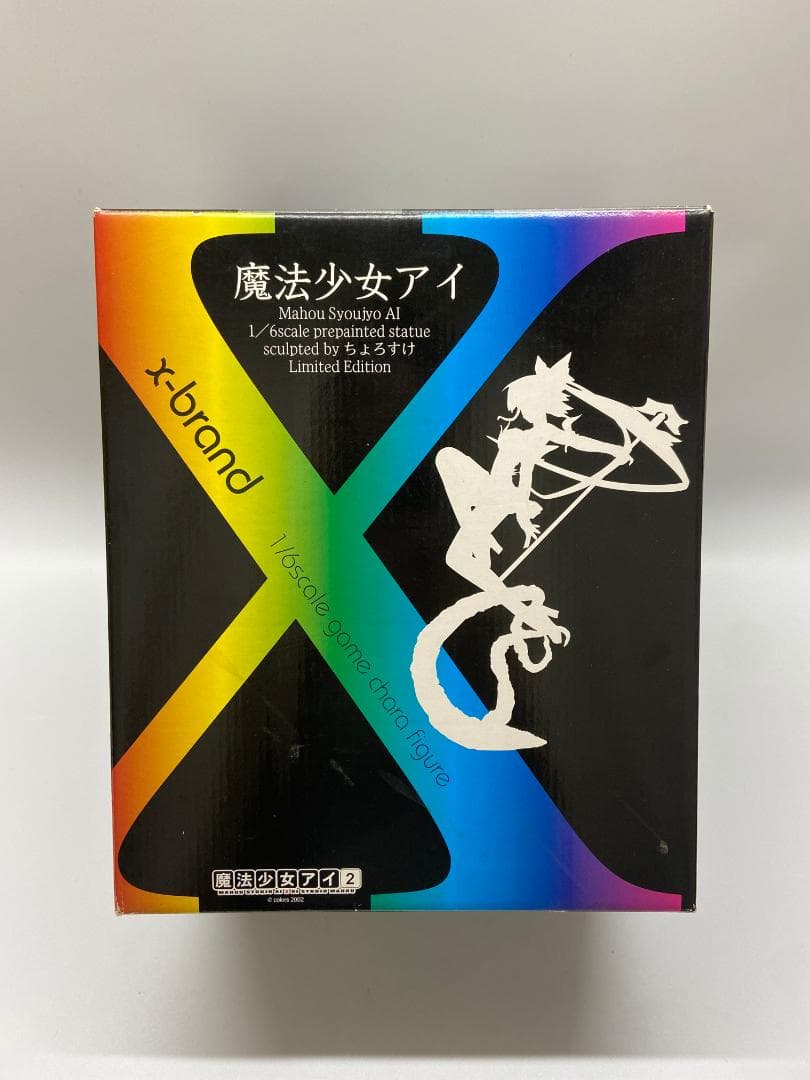 魔法少女アイ
Mahou Syoujyo AI
1/6scale prepainted statue
sculpted by ちょろすけ
Limited Edition
x-brand
1/6scale game chara figure
魔法少女アイ2
© colors 2002